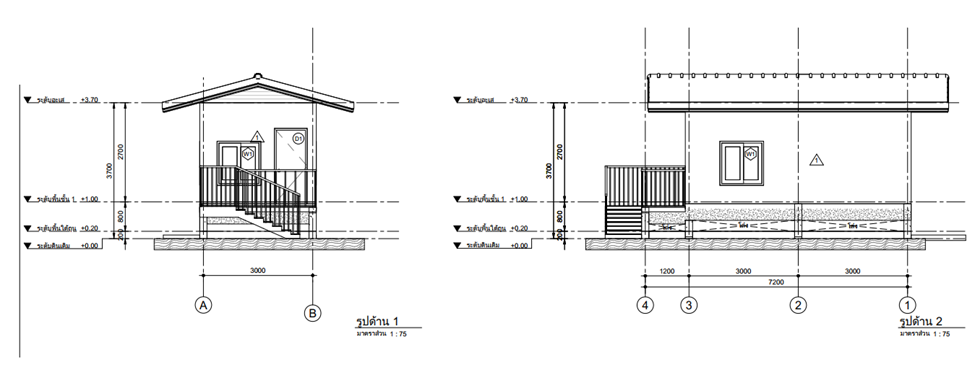 ระดับอะเส +3.70
ระดับพื้นชั้น 1 +1.00
ระดับพื้นใต้ถุน +0.20
ระดับดินเดิม +0.00
3700
2700
800
200
W1
1
D1
3000
A
B
รูปด้าน 1
มาตราส่วน 1 : 75
ระดับอะเส +3.70
ระดับพื้นชั้น 1 +1.00
ระดับพื้นใต้ถุน +0.20
ระดับดินเดิม +0.00
3700
2700
800
200
W1
1
1200
3000
3000
7200
4
3
2
1
รูปด้าน 2
มาตราส่วน 1 : 75